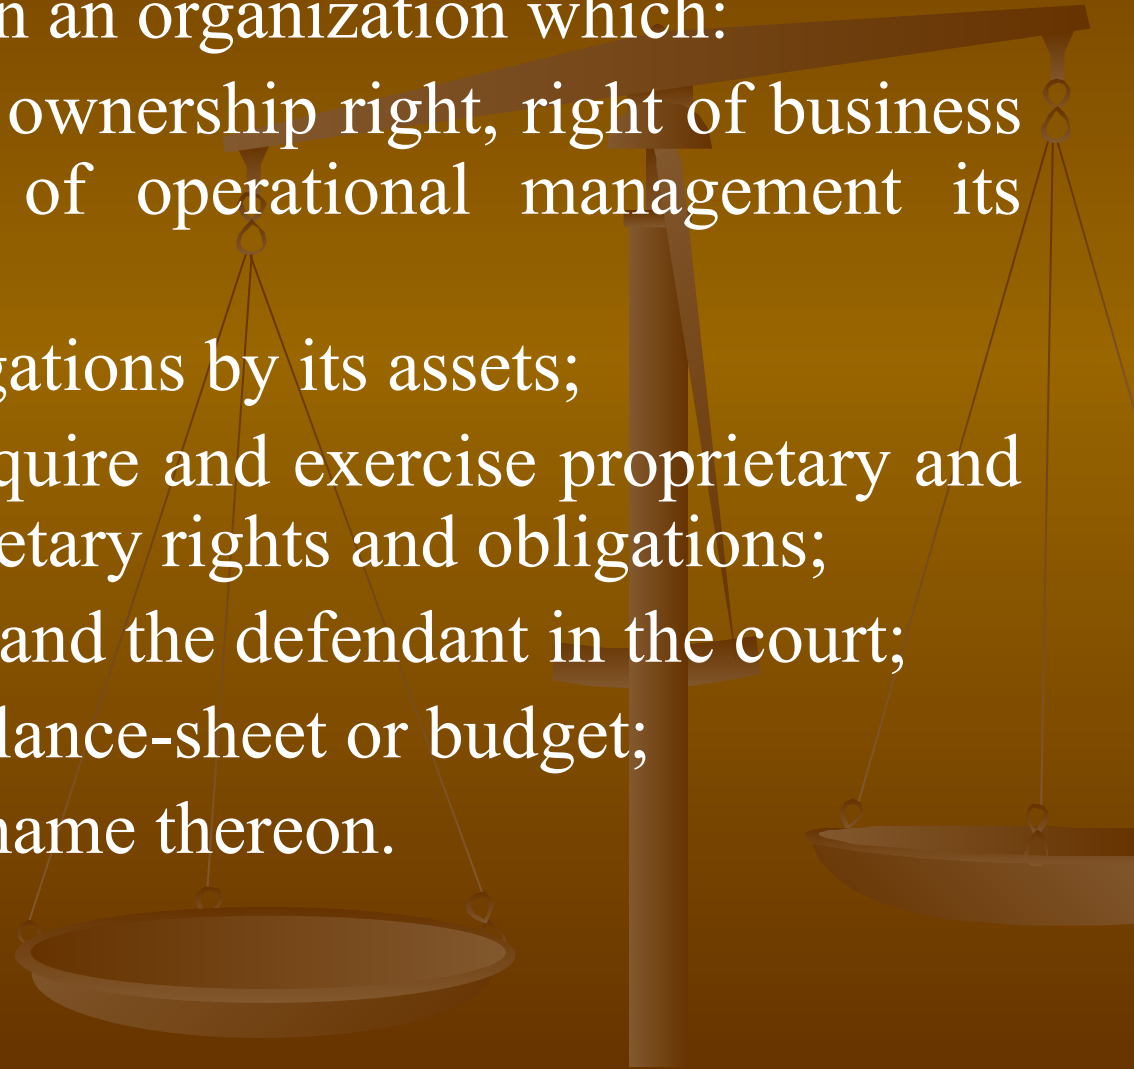 n an organization which:
ownership right, right of business
of operational management its
gations by its assets;
quire and exercise proprietary and
etary rights and obligations;
and the defendant in the court;
lance-sheet or budget;
name thereon.